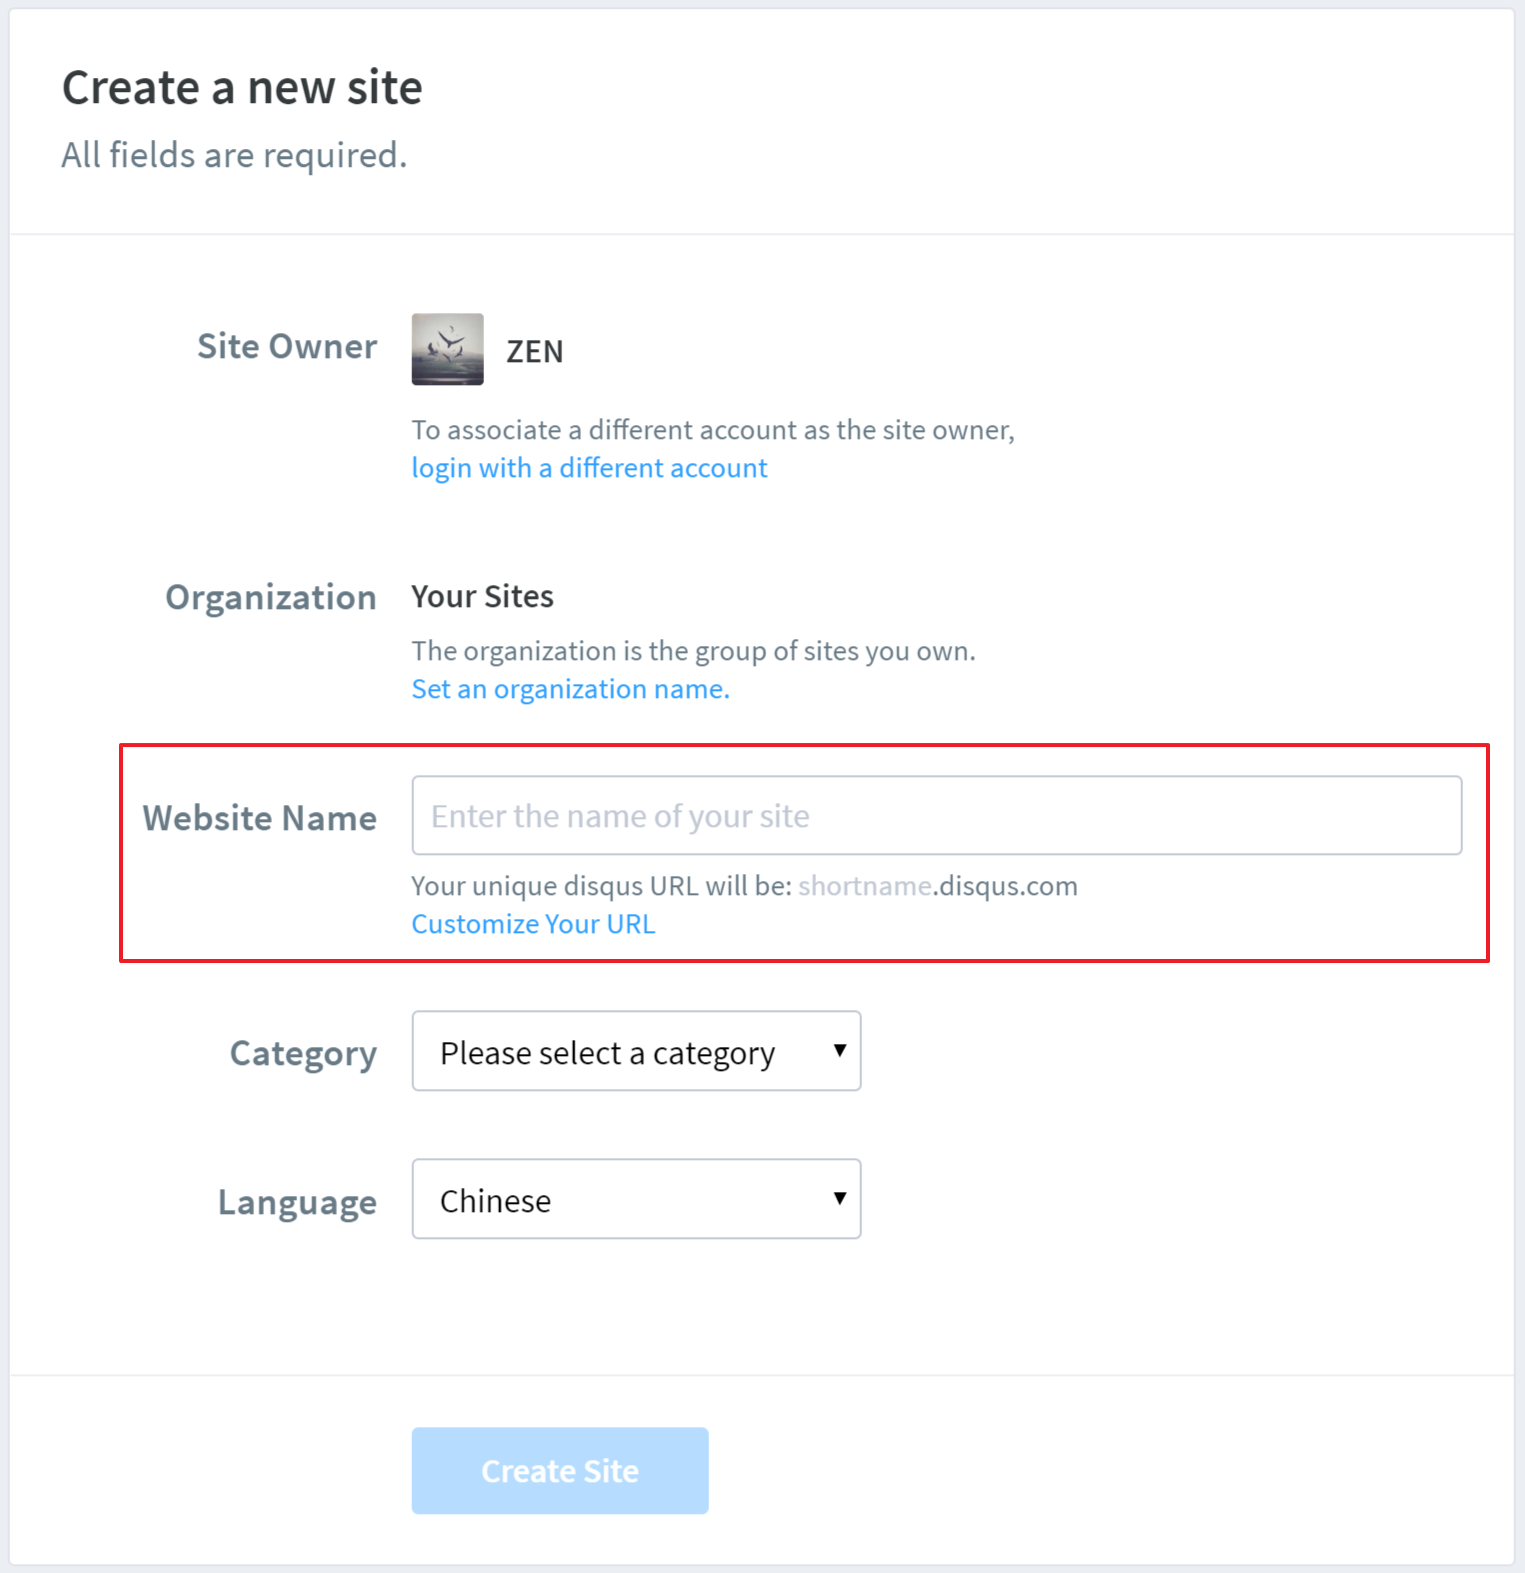 Create a new site
All fields are required.
Site Owner
ZEN
To associate a different account as the site owner,
login with a different account
Organization
Your Sites
The organization is the group of sites you own.
Set an organization name.
Website Name
Enter the name of your site
Your unique disqus URL will be: shortname.disqus.com
Customize Your URL
Category
Please select a category
Language
Chinese
Create Site